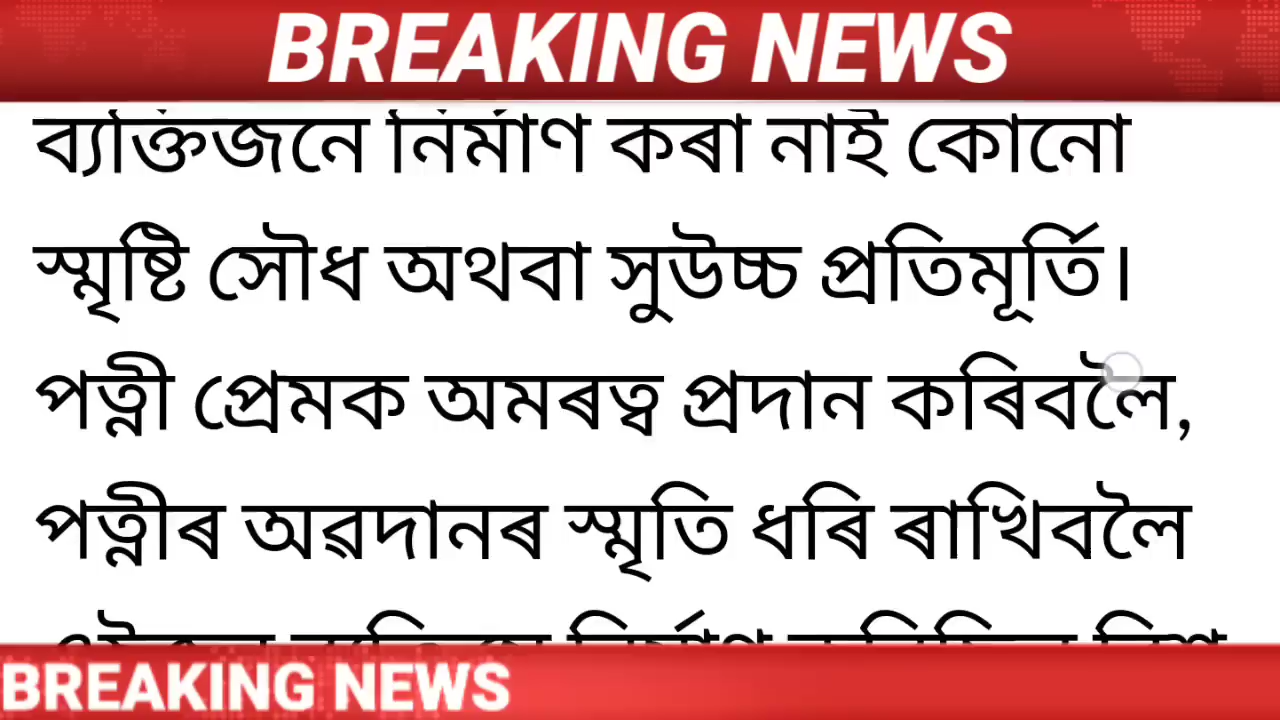 BREAKING NEWS
ব্যক্তিজনে নিৰ্মাণ কৰা নাই কোনো
স্মৃষ্টি সৌধ অথবা সুউচ্চ প্ৰতিমূৰ্তি।
পত্নী প্ৰেমক অমৰত্ব প্ৰদান কৰিবলৈ,
পত্নীৰ অৱদানৰ স্মৃতি ধৰি ৰাখিবলৈ
BREAKING NEWS